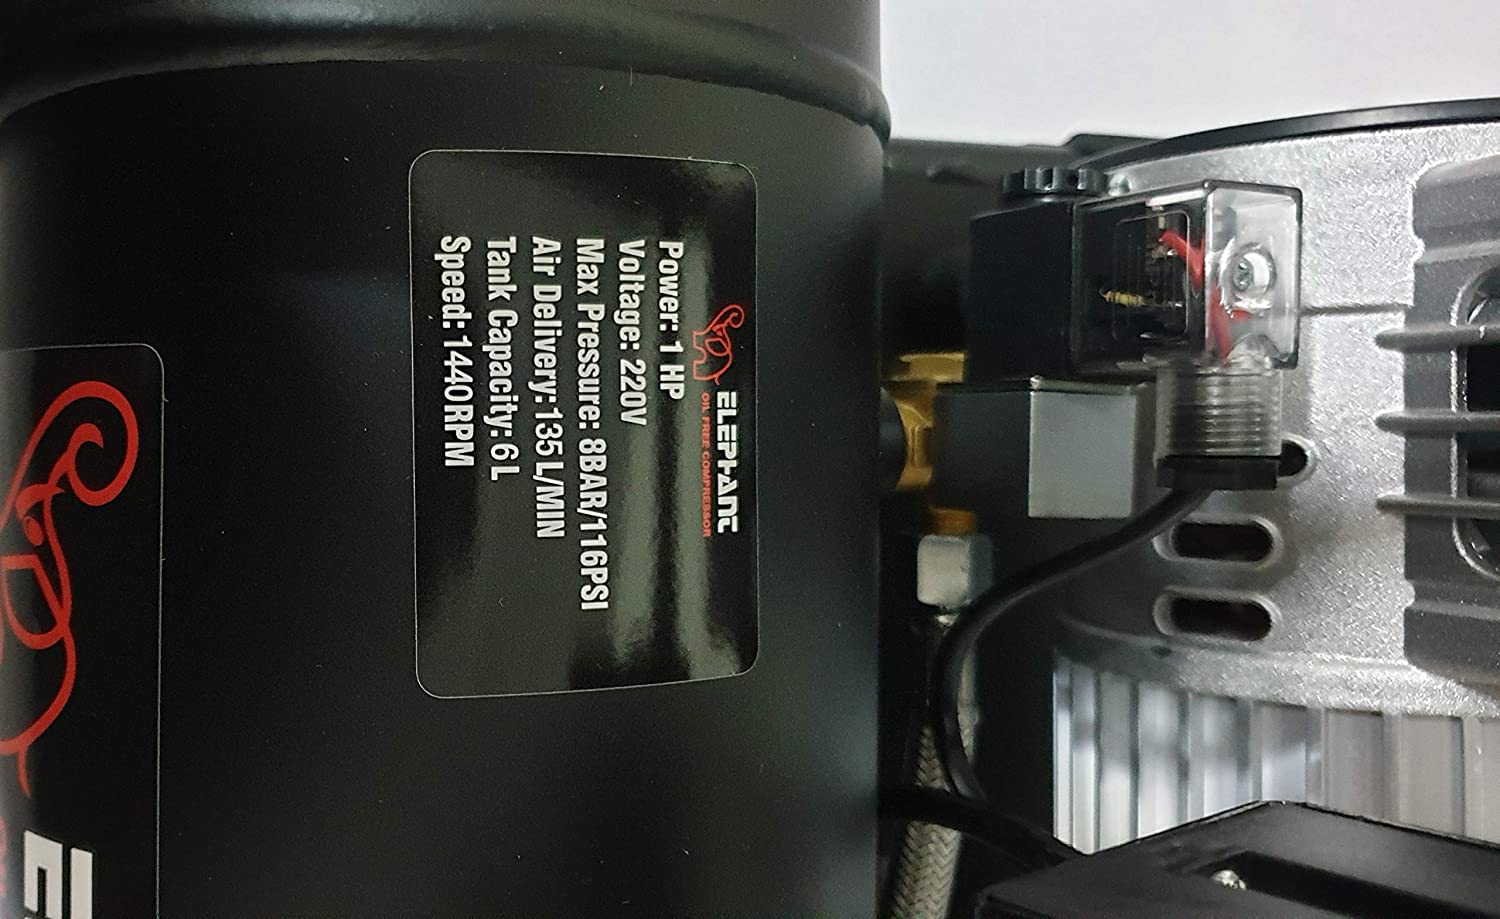 ELEPHANT
OIL FREE COMPRESSOR
Power: 1 HP
Voltage: 220V
Max Pressure: 8BAR/116PSI
Air Delivery:135 L/MIN
Tank Capacity: 6 L
Speed: 1440RPM